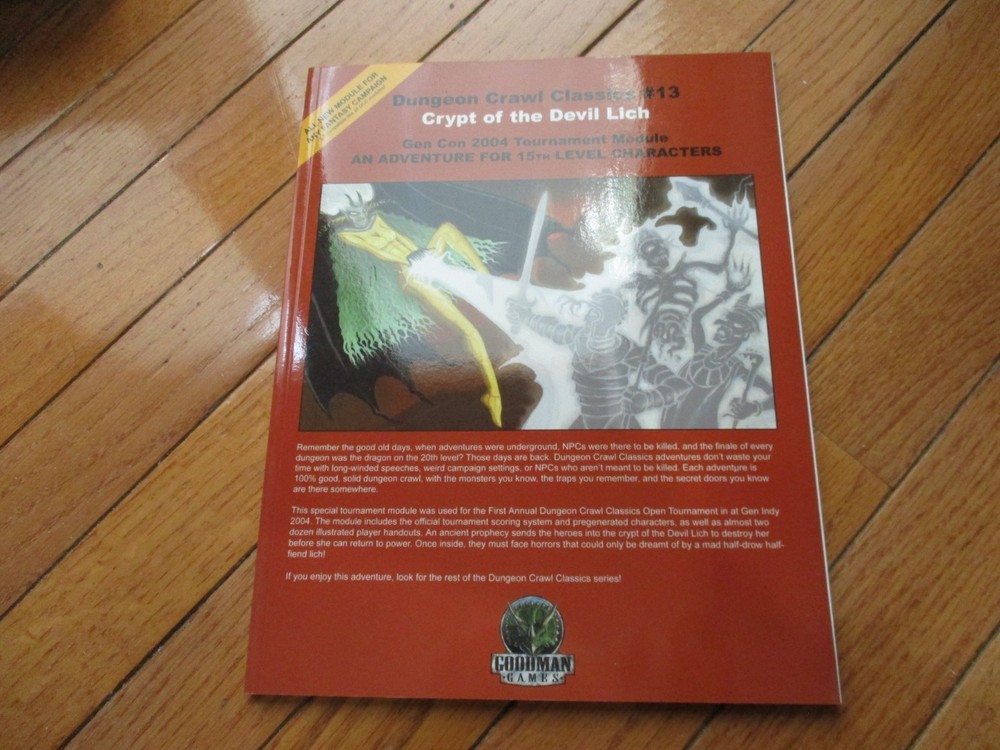 ALL-NEW MODULE FOR
ANY FANTASY CAMPAIGN
Dungeon Crawl Classics #13
Crypt of the Devil Lich
Gen Con 2004 Tournament Module
AN ADVENTURE FOR 15TH LEVEL CHARACTERS
Remember the good old days, when adventures were underground, NPCs were there to be killed, and the finale of every
dungeon was the dragon on the 20th level? Those days are back. Dungeon Crawl Classics adventures don't waste your
time with long-winded speeches, weird campaign settings, or NPCs who aren't meant to be killed. Each adventure is
100% good, solid dungeon crawl, with the monsters you know, the traps you remember, and the secret doors you know
are there somewhere.
This special tournament module was used for the First Annual Dungeon Crawl Classics Open Tournament in at Gen Indy
2004. The module includes the official tournament scoring system and pregenerated characters, as well as almost two
dozen illustrated player handouts. An ancient prophecy sends the heroes into the crypt of the Devil Lich to destroy her
before she can return to power. Once inside, they must face horrors that could only be dreamt of by a mad half-drow half-
fiend lich!
If you enjoy this adventure, look for the rest of the Dungeon Crawl Classics series!
GOODMAN
GAMES